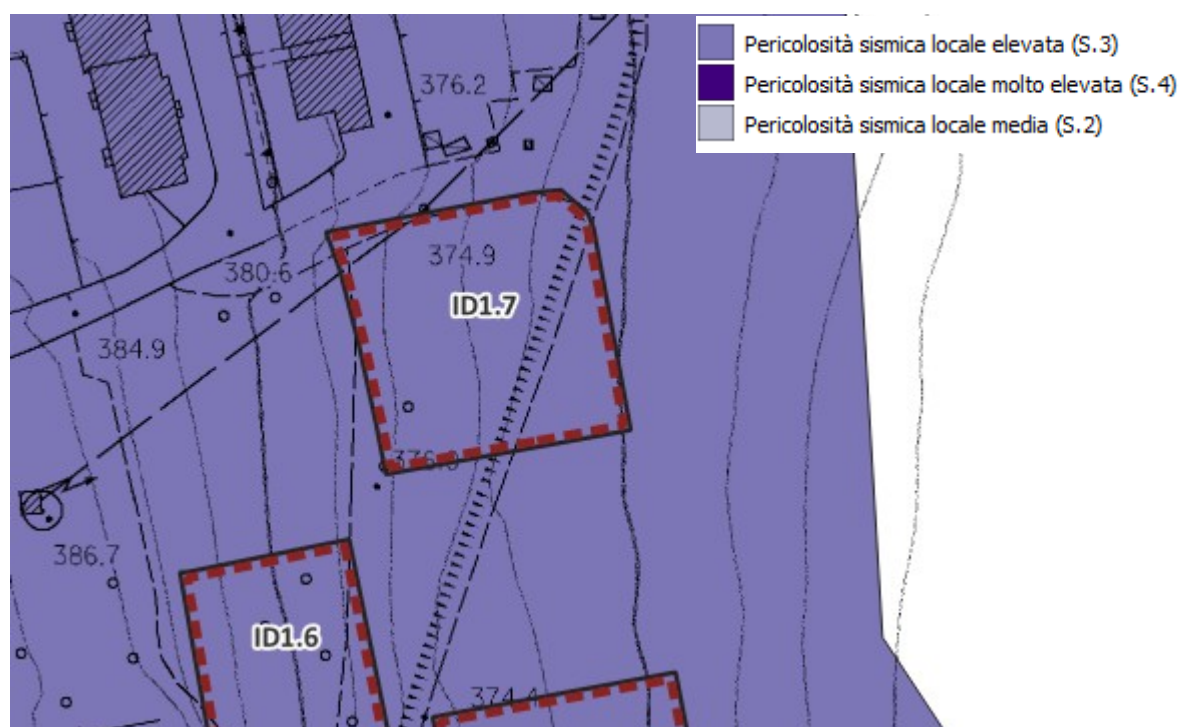 Pericolosità sismica locale elevata (S.3)
Pericolosità sismica locale molto elevata (S.4)
Pericolosità sismica locale media (S.2)
376.2
374.9
380.6
ID1.7
384.9
386.7
ID1.6
374.4